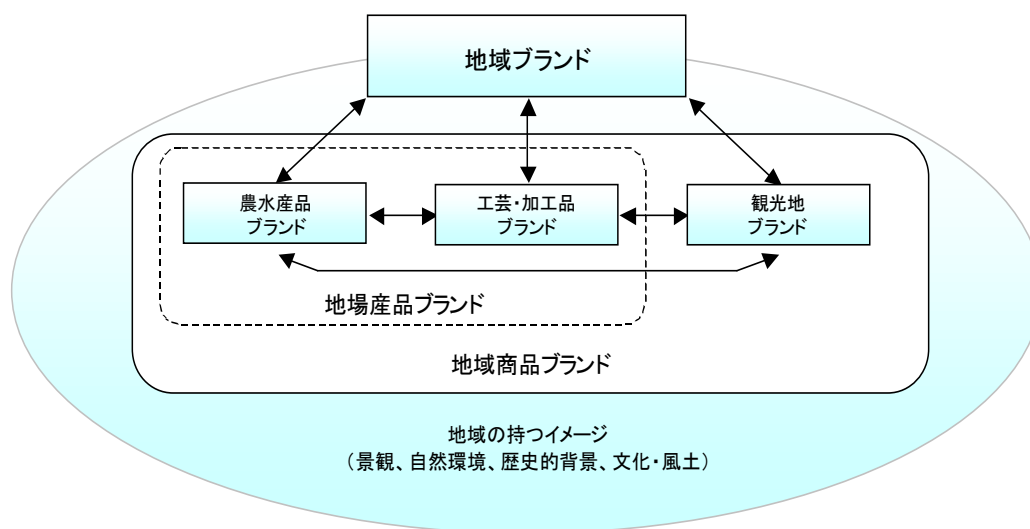 地域ブランド
農水産品
ブランド
工芸・加工品
ブランド
観光地
ブランド
地場産品ブランド
地域商品ブランド
地域の持つイメージ
（景観、自然環境、歴史的背景、文化・風土）